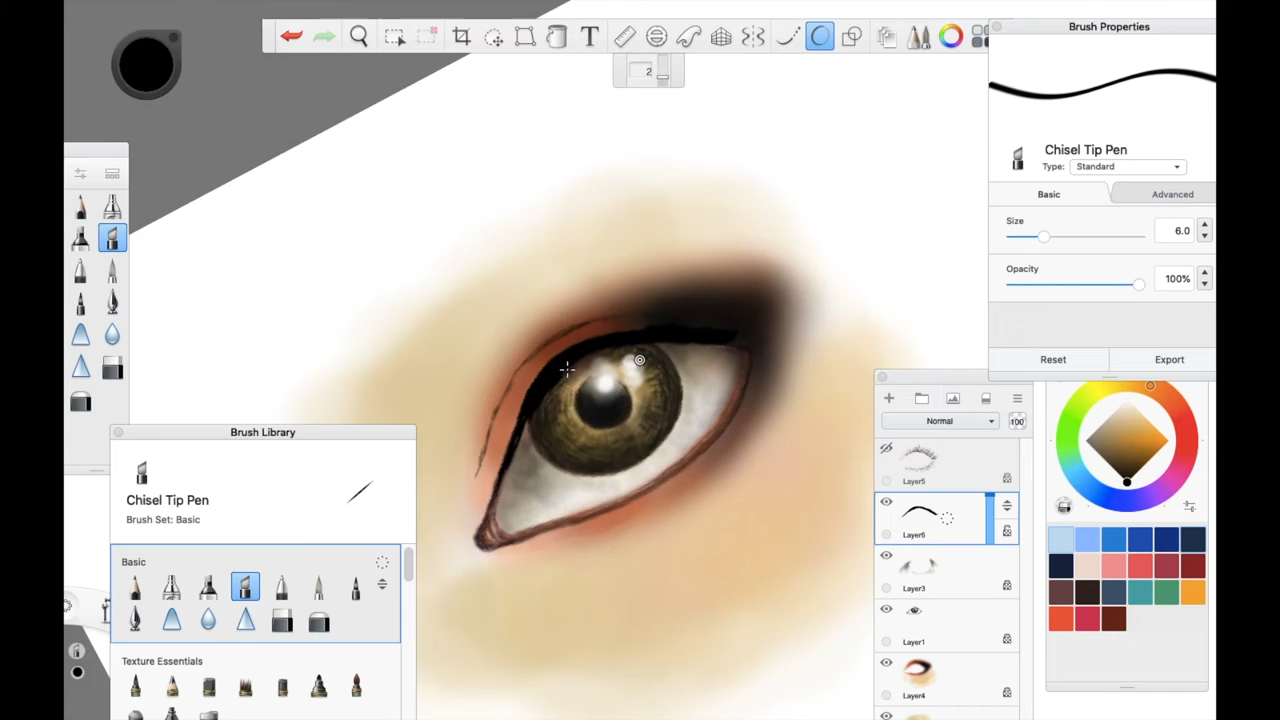 T
2
Brush Properties
Chisel Tip Pen
Type: Standard
Basic
Advanced
Size
6.0
Opacity
100%
Reset
Export
Brush Library
Chisel Tip Pen
Brush Set: Basic
Basic
Texture Essentials
Normal
100
Layer5
Layer6
Layer3
Layer1
Layer4